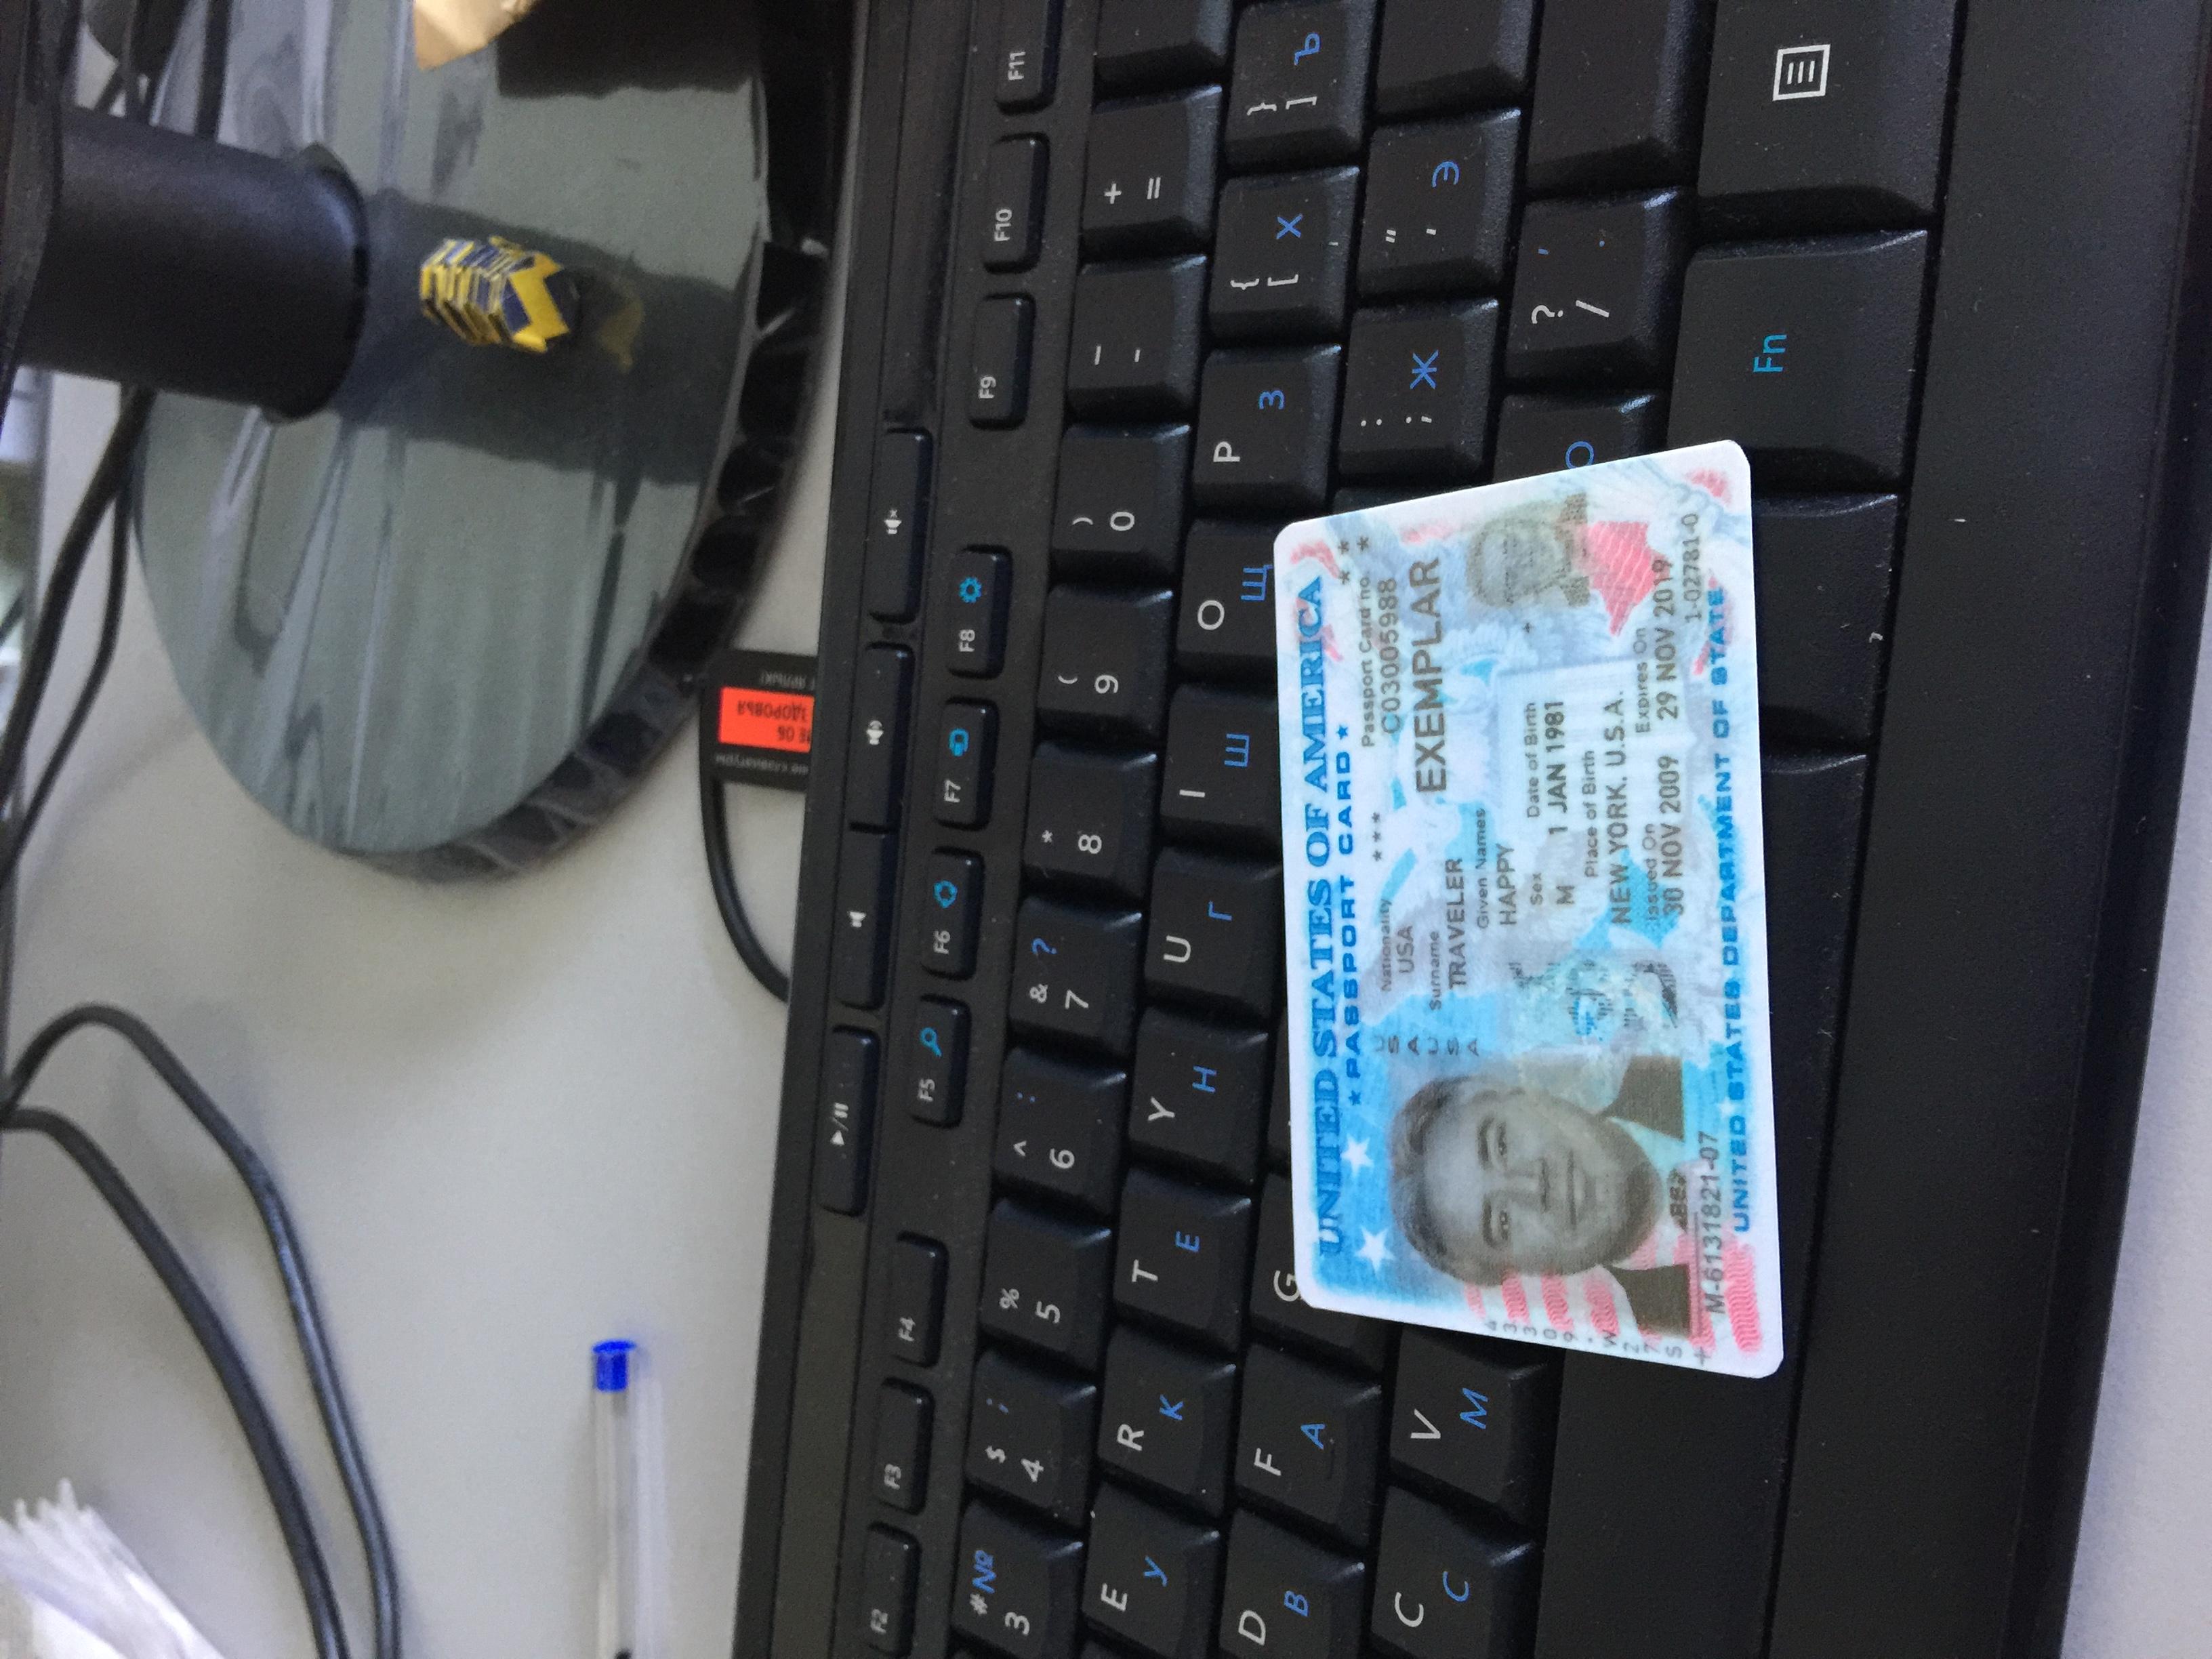 ЗДОРОВЬЯ
F2 F3 F4 F5 F6 F7 F8 F9 F10 F11
# № 3 $ ; 4 % 5 ^ : 6 & ? 7 * 8 ( 9 ) 0 _ - + =
E У R К T Е Y Н U Г I Ш O Щ P З { [ Х } ] Ъ
D В F А G : ; Ж " ' Э
C С V М ? /
Fn
UNITED STATES OF AMERICA
PASSPORT CARD
Nationality
USA
Passport Card no.
C03005988
USAUSA
EXEMPLAR
Surname
TRAVELER
Given Names
HAPPY
Sex
M
Date of Birth
1 JAN 1981
Place of Birth
NEW YORK, U.S.A.
Issued On
30 NOV 2009
Expires On
29 NOV 2019
1-02781-0
M-6131821-07
UNITED STATES DEPARTMENT OF STATE